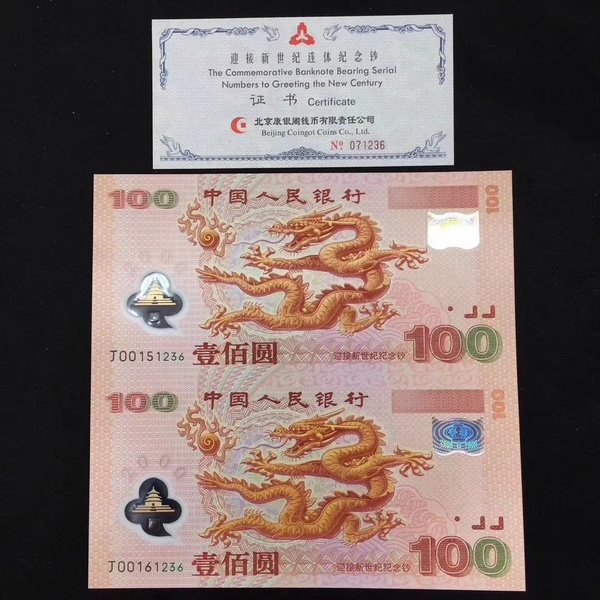 迎接新世纪连体纪念钞
The Commemorative Banknote Bearing Serial
Numbers to Greeting the New Century
证 书 Certificate
北京康银阁钱币有限责任公司
Beijing Coingot Coins Co., Ltd.
Nº 071236
100 中国人民银行 100
J00151236 壹佰圆 迎接新世纪纪念钞 100
100 中国人民银行 100
2000
J00161236 壹佰圆 迎接新世纪纪念钞 100